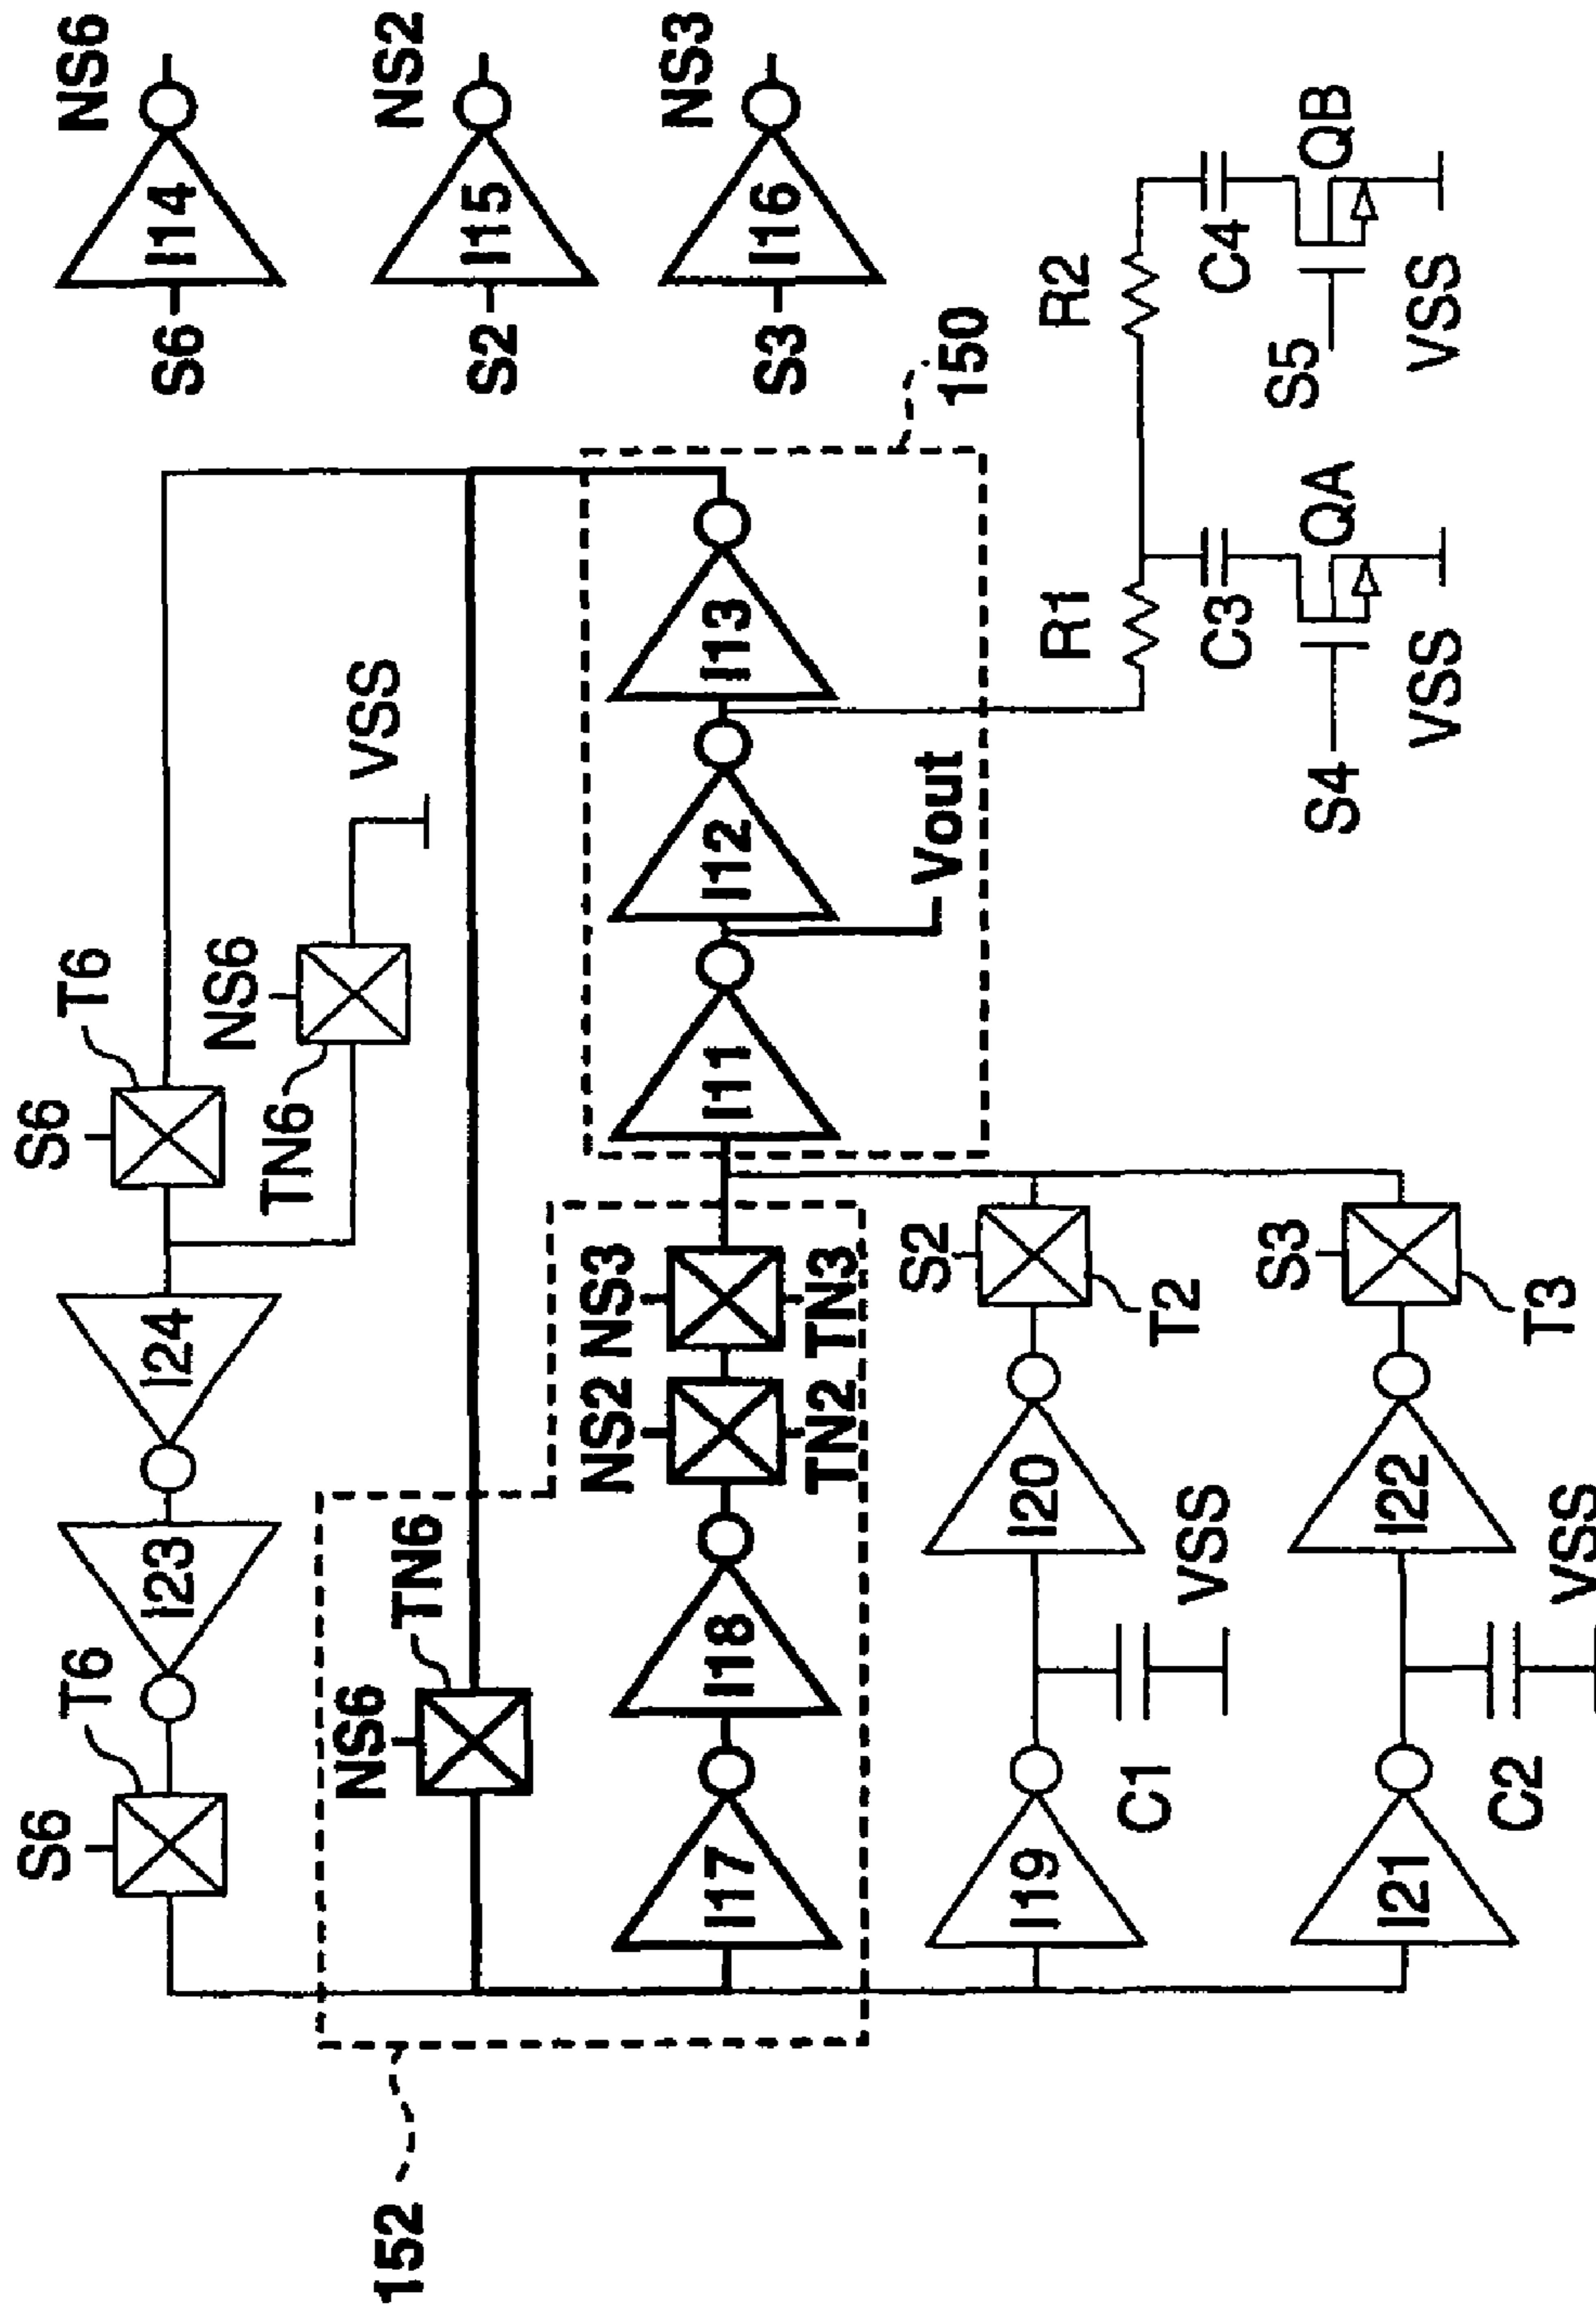 S6
T6
I23
I24
S6
T6
I14
S6
NS6
NS6
TN6
VSS
NS6
TN6
I15
S2
NS2
152
I17
I18
NS2
NS3
TN2
TN3
I11
I12
I13
Vout
150
I16
S3
NS3
I19
C1
VSS
I20
S2
T2
R1
R2
C3
C4
S4
QA
VSS
S5
QB
VSS
I21
C2
VSS
I22
S3
T3